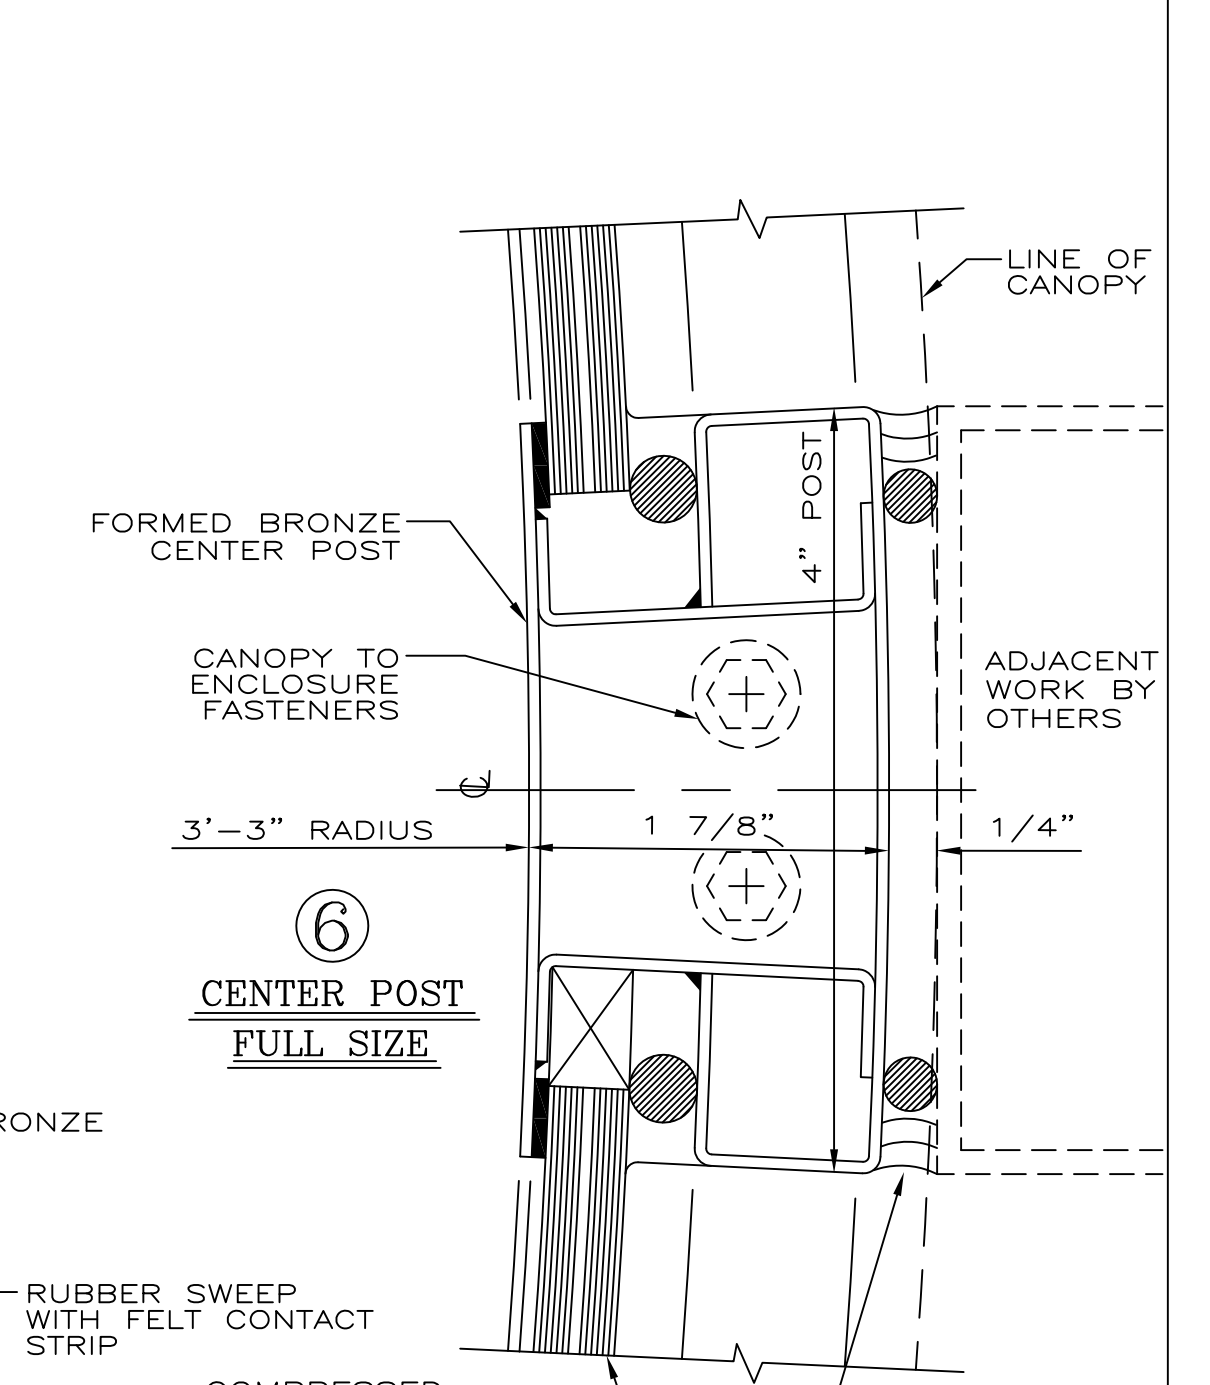 LINE OF
CANOPY
4" POST
FORMED BRONZE
CENTER POST
CANOPY TO
ENCLOSURE
FASTENERS
ADJACENT
WORK BY
OTHERS
℄
3'-3" RADIUS
1 7/8"
1/4"
6
CENTER POST
FULL SIZE
RONZE
RUBBER SWEEP
WITH FELT CONTACT
STRIP
COMPRESSED